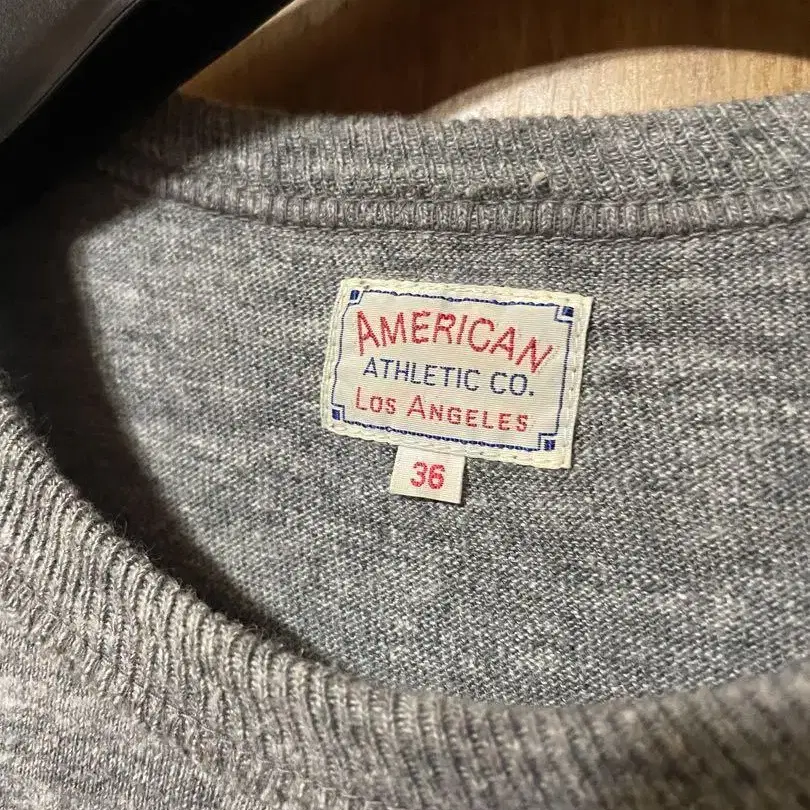 AMERICAN
ATHLETIC CO.
LOS ANGELES
36